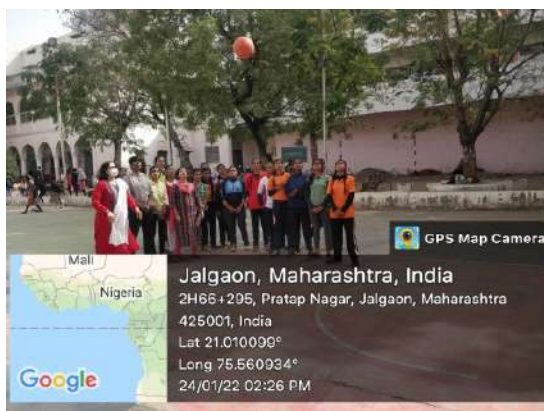 GPS Map Camera
Mali
Nigeria
Google
Jalgaon, Maharashtra, India
2H66+295, Pratap Nagar, Jalgaon, Maharashtra
425001, India
Lat 21.010099°
Long 75.560934°
24/01/22 02:26 PM